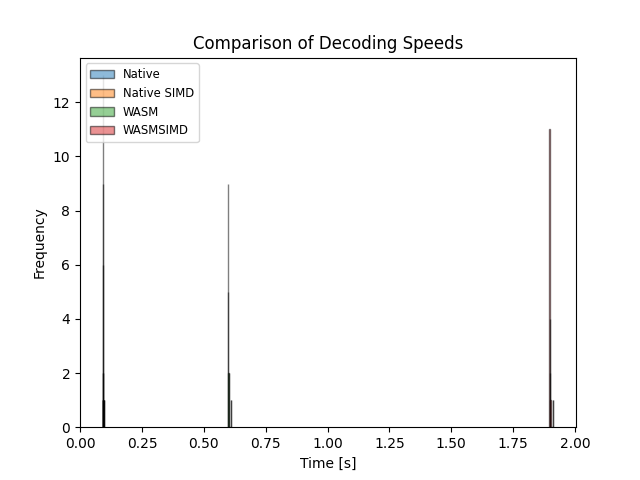 Comparison of Decoding Speeds
Native
Native SIMD
WASM
WASMSIMD
12
10
8
6
4
2
0
Frequency
0.00 0.25 0.50 0.75 1.00 1.25 1.50 1.75 2.00
Time [s]